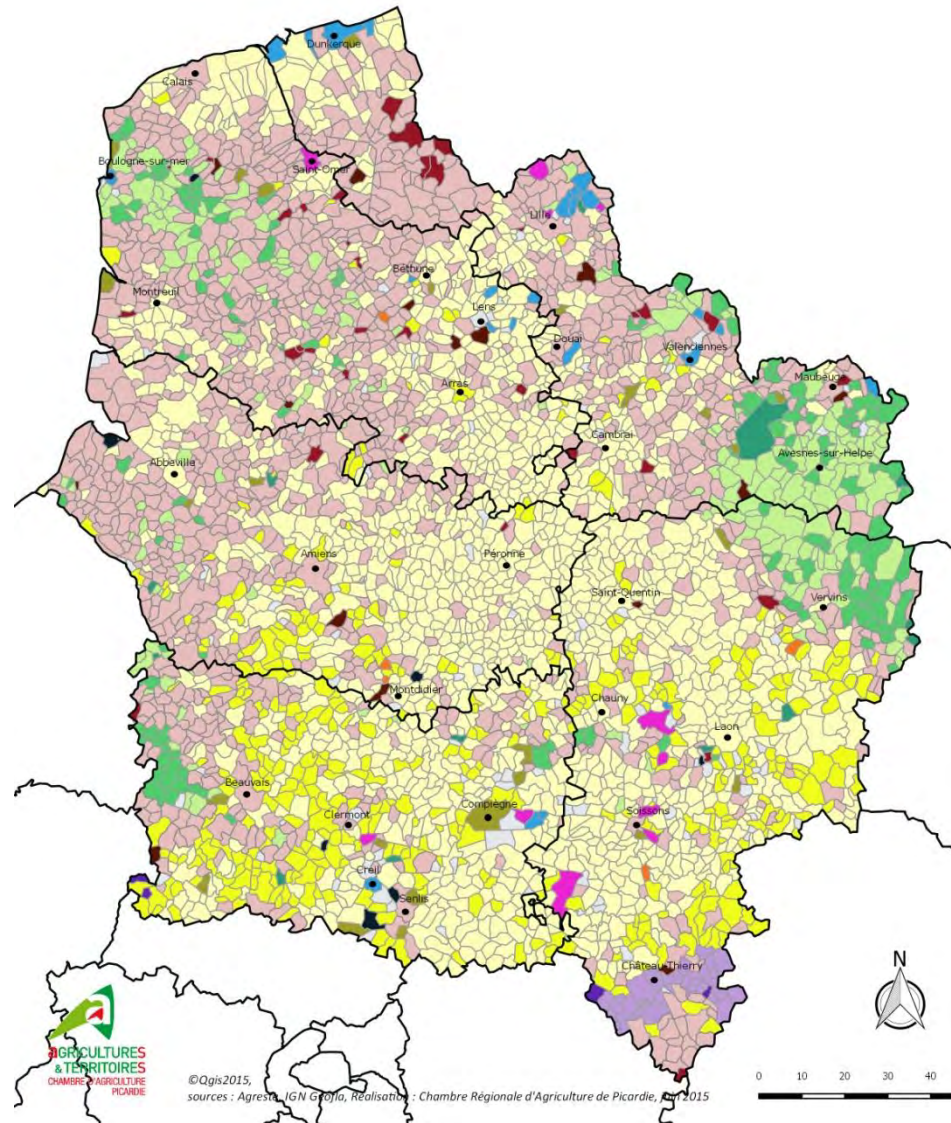 Dunkerque
Calais
Boulogne-sur-mer
Saint-Omer
Lille
Béthune
Montreuil
Lens
Douai
Valenciennes
Maubeuge
Arras
Cambrai
Avesnes-sur-Helpe
Abbeville
Amiens
Péronne
Saint-Quentin
Vervins
Montdidier
Chauny
Laon
Beauvais
Clermont
Compiègne
Soissons
Creil
Senlis
Château-Thierry
N
aGRICULTURES
& TERRITOIRES
CHAMBRE D'AGRICULTURE
PICARDIE
©Qgis2015,
sources : Agreste, IGN Géofla, Réalisation : Chambre Régionale d'Agriculture de Picardie, juin 2015
0 10 20 30 40